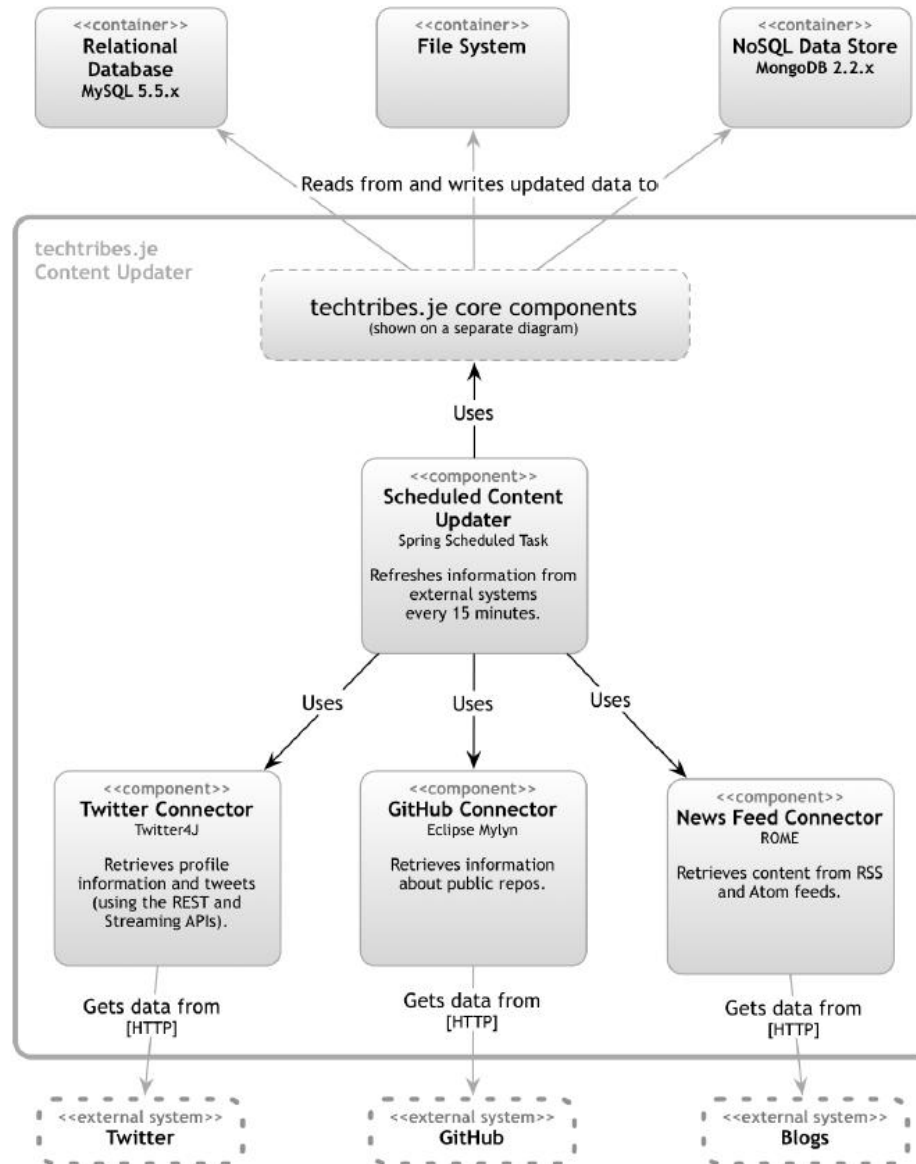 <<container>>
Relational
Database
MySQL 5.5.x
<<container>>
File System
<<container>>
NoSQL Data Store
MongoDB 2.2.x
Reads from and writes updated data to
techtribes.je
Content Updater
techtribes.je core components
(shown on a separate diagram)
Uses
<<component>>
Scheduled Content
Updater
Spring Scheduled Task
Refreshes information from
external systems
every 15 minutes.
Uses
Uses
Uses
<<component>>
Twitter Connector
Twitter4J
Retrieves profile
information and tweets
(using the REST and
Streaming APIs).
<<component>>
GitHub Connector
Eclipse Mylyn
Retrieves information
about public repos.
<<component>>
News Feed Connector
ROME
Retrieves content from RSS
and Atom feeds.
Gets data from
[HTTP]
Gets data from
[HTTP]
Gets data from
[HTTP]
<<external system>>
Twitter
<<external system>>
GitHub
<<external system>>
Blogs